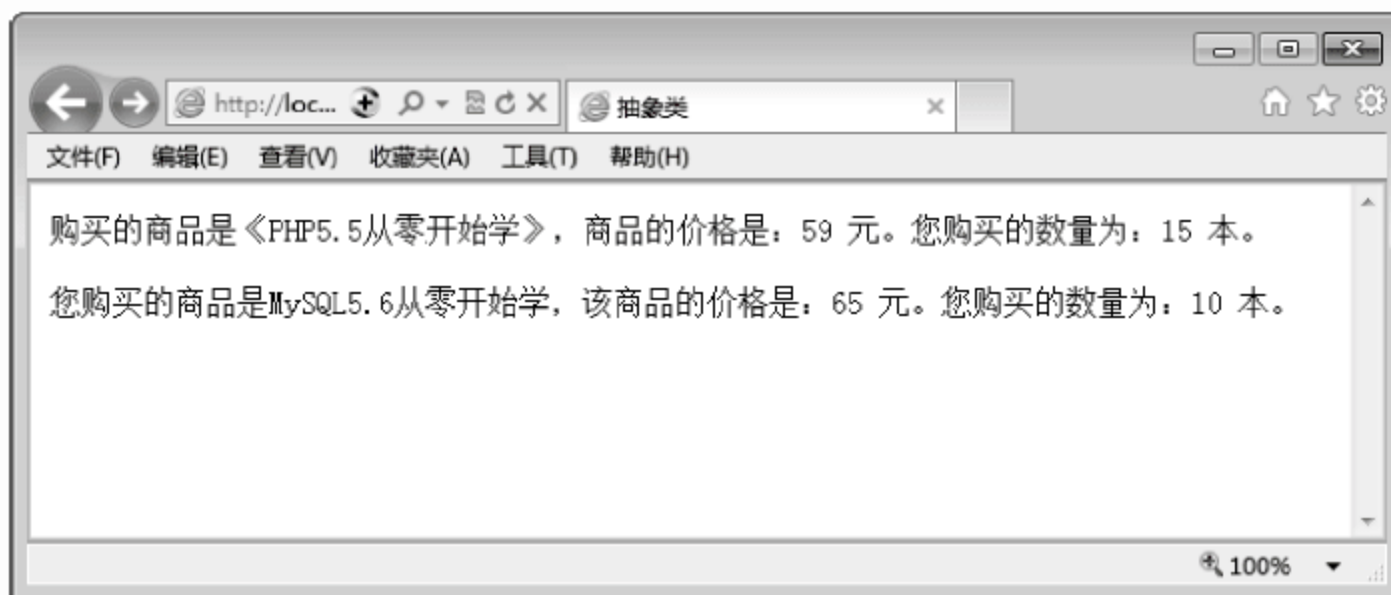 http://loc...
抽象类
文件(F) 编辑(E) 查看(V) 收藏夹(A) 工具(T) 帮助(H)
购买的商品是《PHP5.5从零开始学》，商品的价格是：59 元。您购买的数量为：15 本。
您购买的商品是MySQL5.6从零开始学，该商品的价格是：65 元。您购买的数量为：10 本。
100%